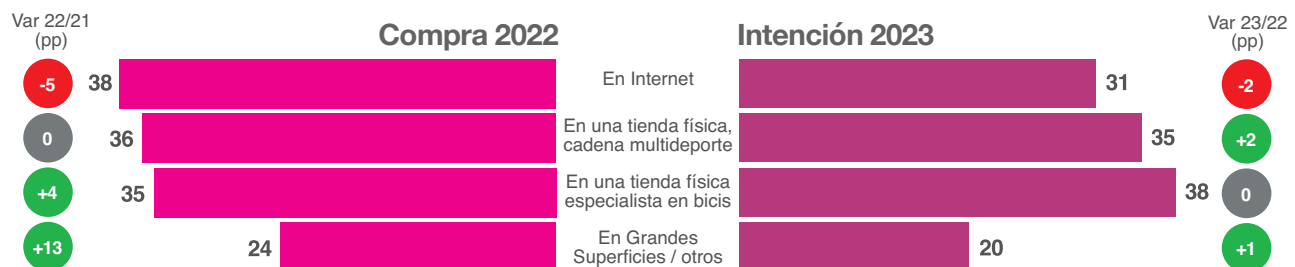 Var 22/21
(pp)
Compra 2022
Intención 2023
Var 23/22
(pp)
-5
38
En Internet
31
-2
0
36
En una tienda física,
cadena multideporte
35
+2
+4
35
En una tienda física
especialista en bicis
38
0
+13
24
En Grandes
Superficies / otros
20
+1